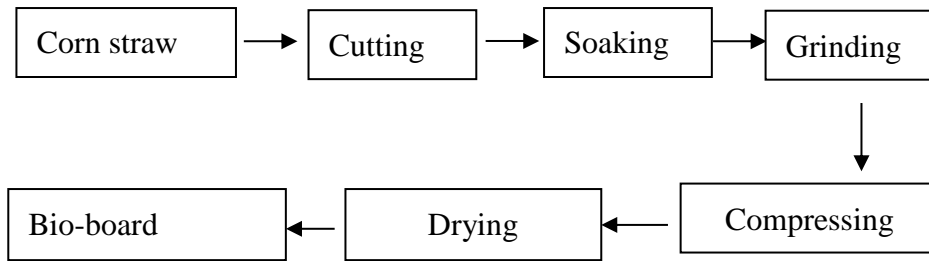 Corn straw
Cutting
Soaking
Grinding
Compressing
Drying
Bio-board